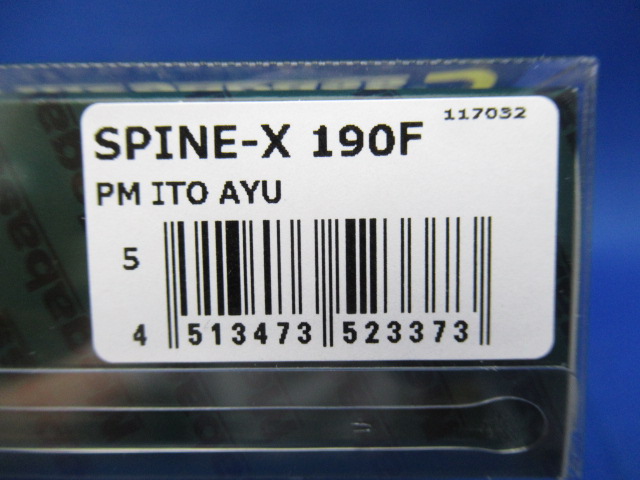 117032
SPINE-X 190F
PM ITO AYU
5
4 513473 523373